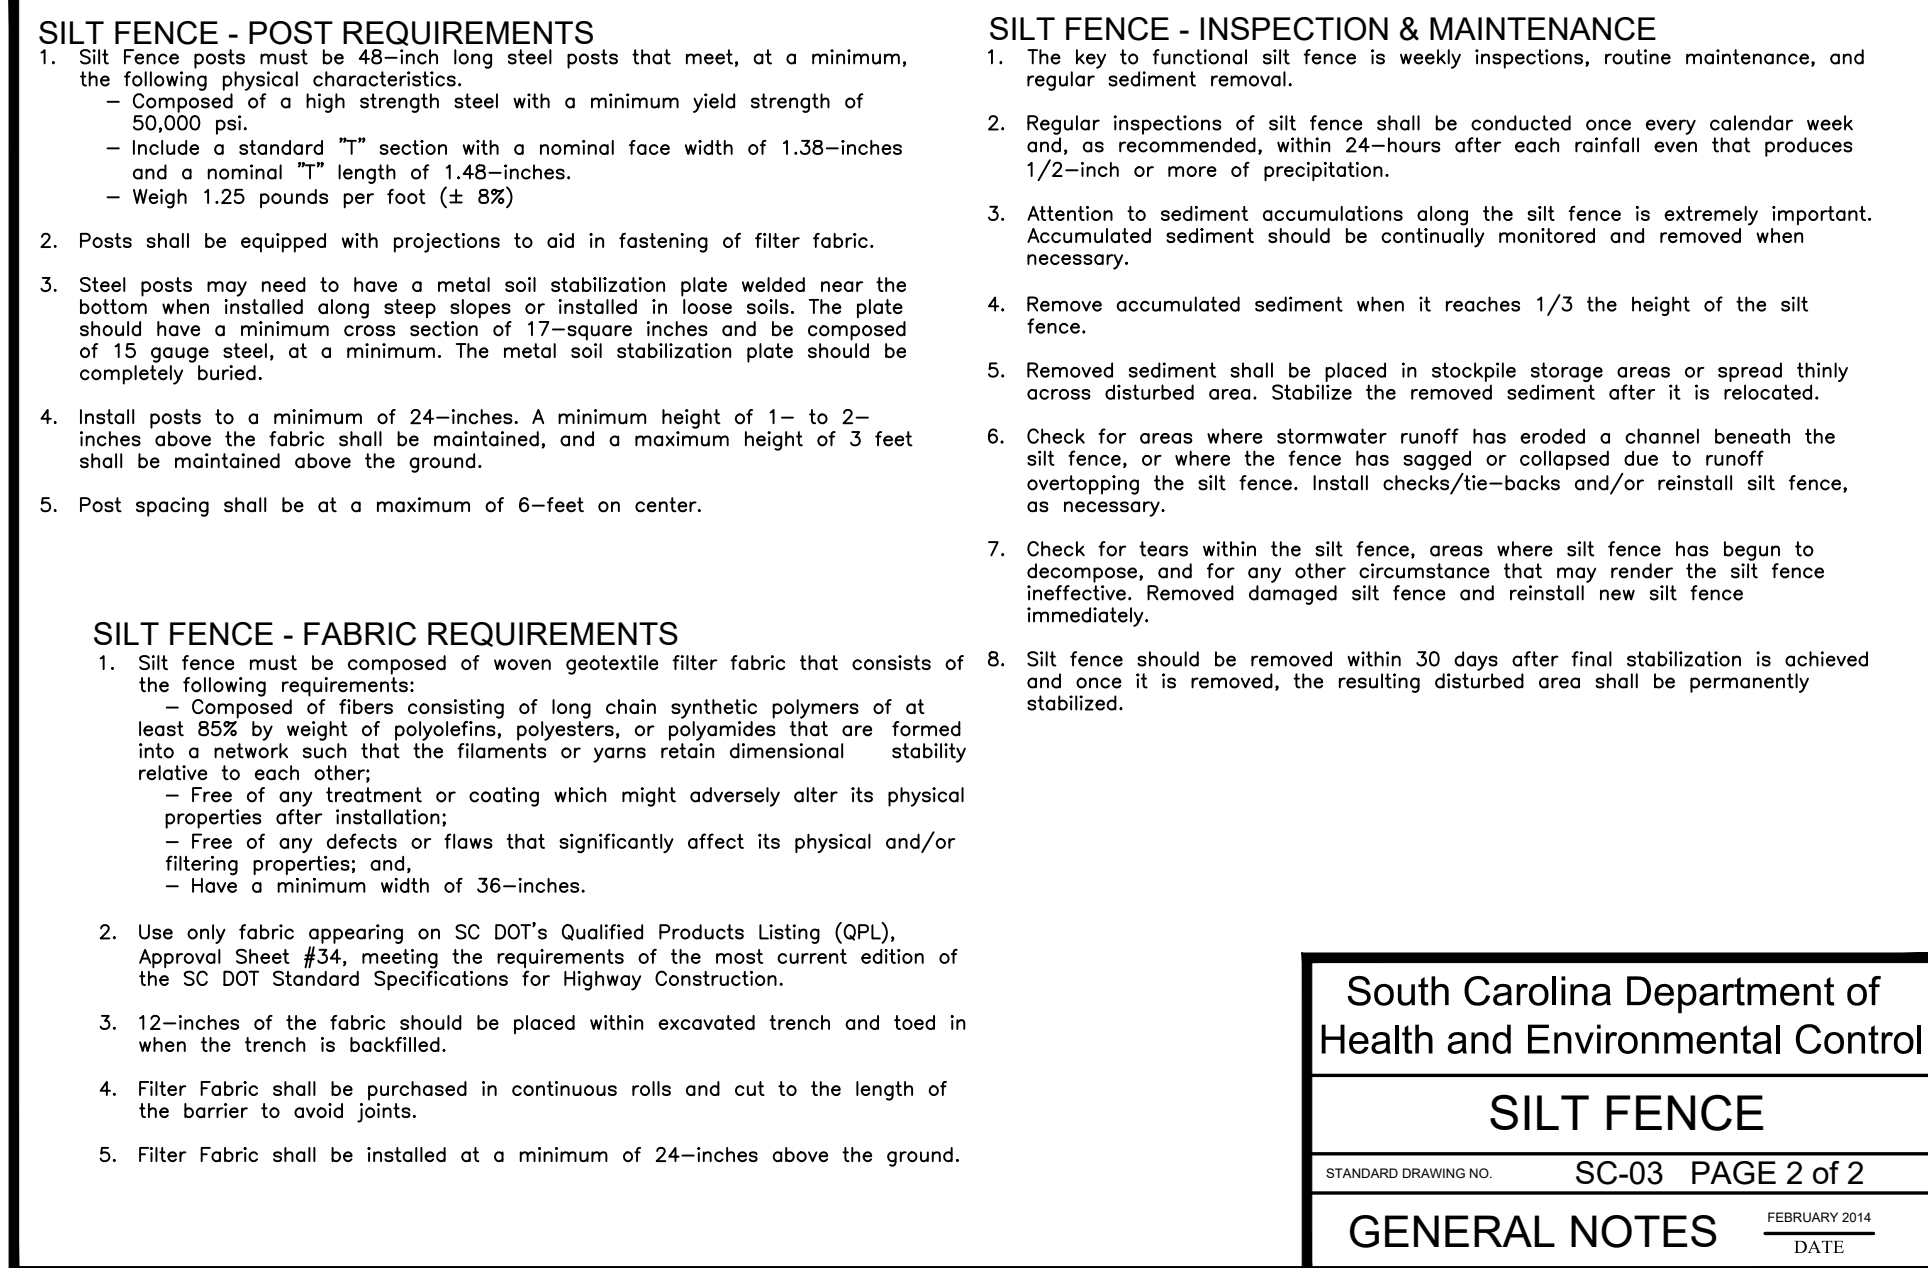 SILT FENCE - POST REQUIREMENTS
1. Silt Fence posts must be 48-inch long steel posts that meet, at a minimum,
the following physical characteristics.
- Composed of a high strength steel with a minimum yield strength of
50,000 psi.
- Include a standard "T" section with a nominal face width of 1.38-inches
and a nominal "T" length of 1.48-inches.
- Weigh 1.25 pounds per foot (± 8%)
2. Posts shall be equipped with projections to aid in fastening of filter fabric.
3. Steel posts may need to have a metal soil stabilization plate welded near the
bottom when installed along steep slopes or installed in loose soils. The plate
should have a minimum cross section of 17-square inches and be composed
of 15 gauge steel, at a minimum. The metal soil stabilization plate should be
completely buried.
4. Install posts to a minimum of 24-inches. A minimum height of 1- to 2-
inches above the fabric shall be maintained, and a maximum height of 3 feet
shall be maintained above the ground.
5. Post spacing shall be at a maximum of 6-feet on center.
SILT FENCE - FABRIC REQUIREMENTS
1. Silt fence must be composed of woven geotextile filter fabric that consists of
the following requirements:
- Composed of fibers consisting of long chain synthetic polymers of at
least 85% by weight of polyolefins, polyesters, or polyamides that are formed
into a network such that the filaments or yarns retain dimensional stability
relative to each other;
- Free of any treatment or coating which might adversely alter its physical
properties after installation;
- Free of any defects or flaws that significantly affect its physical and/or
filtering properties; and,
- Have a minimum width of 36-inches.
2. Use only fabric appearing on SC DOT's Qualified Products Listing (QPL),
Approval Sheet #34, meeting the requirements of the most current edition of
the SC DOT Standard Specifications for Highway Construction.
3. 12-inches of the fabric should be placed within excavated trench and toed in
when the trench is backfilled.
4. Filter Fabric shall be purchased in continuous rolls and cut to the length of
the barrier to avoid joints.
5. Filter Fabric shall be installed at a minimum of 24-inches above the ground.
SILT FENCE - INSPECTION & MAINTENANCE
1. The key to functional silt fence is weekly inspections, routine maintenance, and
regular sediment removal.
2. Regular inspections of silt fence shall be conducted once every calendar week
and, as recommended, within 24-hours after each rainfall even that produces
1/2-inch or more of precipitation.
3. Attention to sediment accumulations along the silt fence is extremely important.
Accumulated sediment should be continually monitored and removed when
necessary.
4. Remove accumulated sediment when it reaches 1/3 the height of the silt
fence.
5. Removed sediment shall be placed in stockpile storage areas or spread thinly
across disturbed area. Stabilize the removed sediment after it is relocated.
6. Check for areas where stormwater runoff has eroded a channel beneath the
silt fence, or where the fence has sagged or collapsed due to runoff
overtopping the silt fence. Install checks/tie-backs and/or reinstall silt fence,
as necessary.
7. Check for tears within the silt fence, areas where silt fence has begun to
decompose, and for any other circumstance that may render the silt fence
ineffective. Removed damaged silt fence and reinstall new silt fence
immediately.
8. Silt fence should be removed within 30 days after final stabilization is achieved
and once it is removed, the resulting disturbed area shall be permanently
stabilized.
South Carolina Department of
Health and Environmental Control
SILT FENCE
STANDARD DRAWING NO. SC-03 PAGE 2 of 2
GENERAL NOTES FEBRUARY 2014
DATE